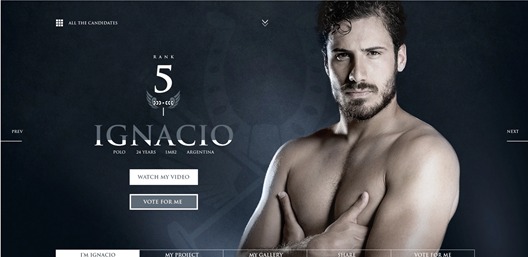 ALL THE CANDIDATES
RANK
5
IGNACIO
POLO 24 YEARS 1M82 ARGENTINA
PREV
NEXT
WATCH MY VIDEO
VOTE FOR ME
I'M IGNACIO MY PROJECT MY GALLERY SHARE VOTE FOR ME